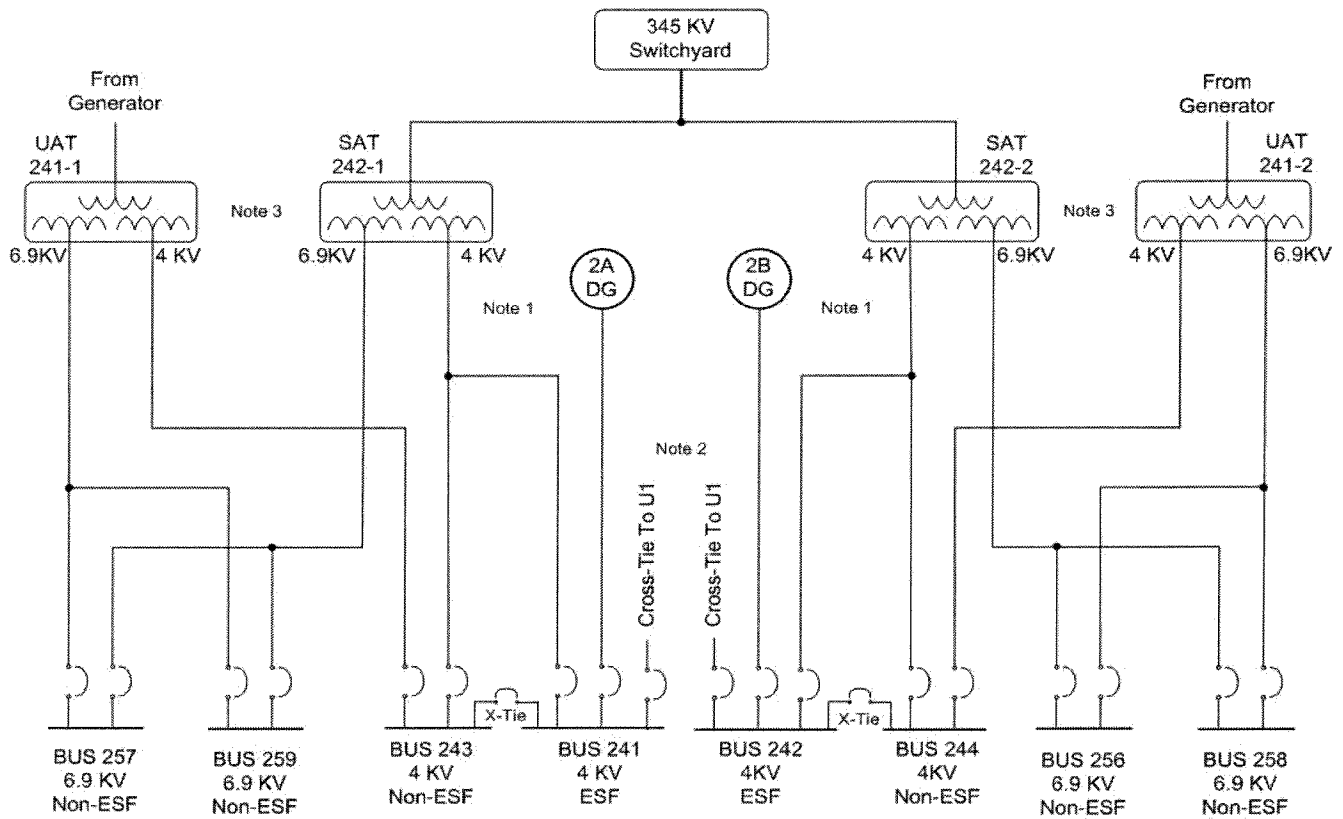 345 KV
Switchyard
From
Generator
From
Generator
UAT
241-1
SAT
242-1
SAT
242-2
UAT
241-2
Note 3
Note 3
6.9KV
4 KV
6.9KV
4 KV
4 KV
6.9KV
4 KV
6.9KV
2A
DG
2B
DG
Note 1
Note 1
Note 2
Cross-Tie To U1
Cross-Tie To U1
X-Tie
X-Tie
BUS 257
6.9 KV
Non-ESF
BUS 259
6.9 KV
Non-ESF
BUS 243
4 KV
Non-ESF
BUS 241
4 KV
ESF
BUS 242
4KV
ESF
BUS 244
4KV
Non-ESF
BUS 256
6.9 KV
Non-ESF
BUS 258
6.9 KV
Non-ESF